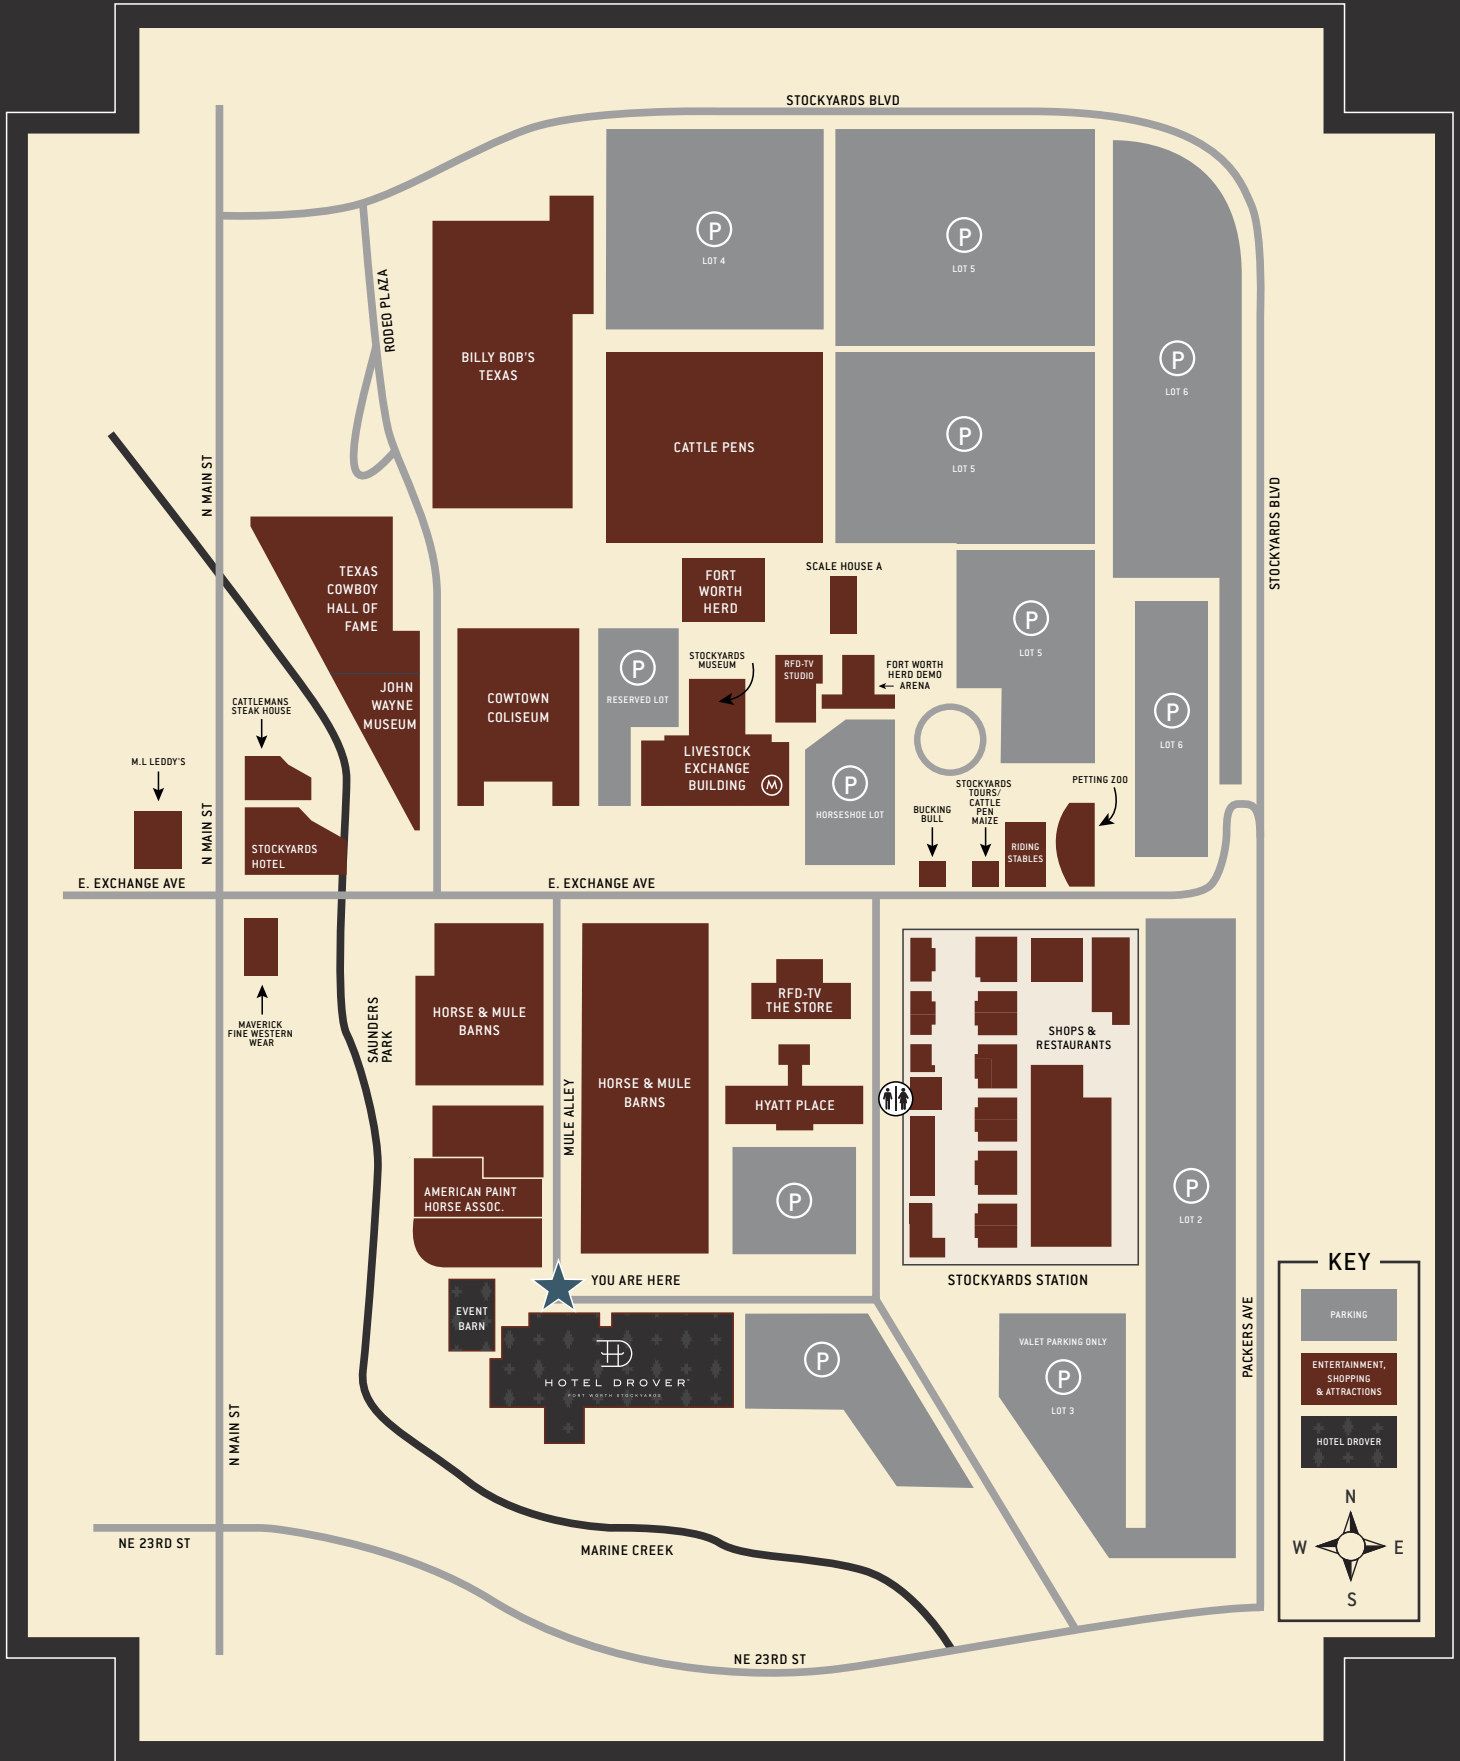 STOCKYARDS BLVD
P
LOT 4
P
LOT 5
P
LOT 6
RODEO PLAZA
BILLY BOB'S
TEXAS
CATTLE PENS
P
LOT 5
N MAIN ST
STOCKYARDS BLVD
TEXAS
COWBOY
HALL OF
FAME
FORT
WORTH
HERD
SCALE HOUSE A
P
LOT 5
JOHN
WAYNE
MUSEUM
COWTOWN
COLISEUM
P
RESERVED LOT
STOCKYARDS
MUSEUM
RFD-TV
STUDIO
FORT WORTH
HERD DEMO
ARENA
P
LOT 6
CATTLEMANS
STEAK HOUSE
M.L LEDDY'S
LIVESTOCK
EXCHANGE
BUILDING
M
P
HORSESHOE LOT
STOCKYARDS
TOURS/
CATTLE
PEN
MAIZE
PETTING ZOO
BUCKING
BULL
RIDING
STABLES
N MAIN ST
STOCKYARDS
HOTEL
E. EXCHANGE AVE
E. EXCHANGE AVE
MAVERICK
FINE WESTERN
WEAR
SAUNDERS
PARK
HORSE & MULE
BARNS
MULE ALLEY
HORSE & MULE
BARNS
RFD-TV
THE STORE
HYATT PLACE
SHOPS &
RESTAURANTS
P
P
LOT 2
AMERICAN PAINT
HORSE ASSOC.
YOU ARE HERE
STOCKYARDS STATION
EVENT
BARN
HOTEL DROVER
FORT WORTH STOCKYARDS
P
VALET PARKING ONLY
P
LOT 3
PACKERS AVE
N MAIN ST
NE 23RD ST
MARINE CREEK
NE 23RD ST
KEY
PARKING
ENTERTAINMENT,
SHOPPING
& ATTRACTIONS
HOTEL DROVER
N
W E
S